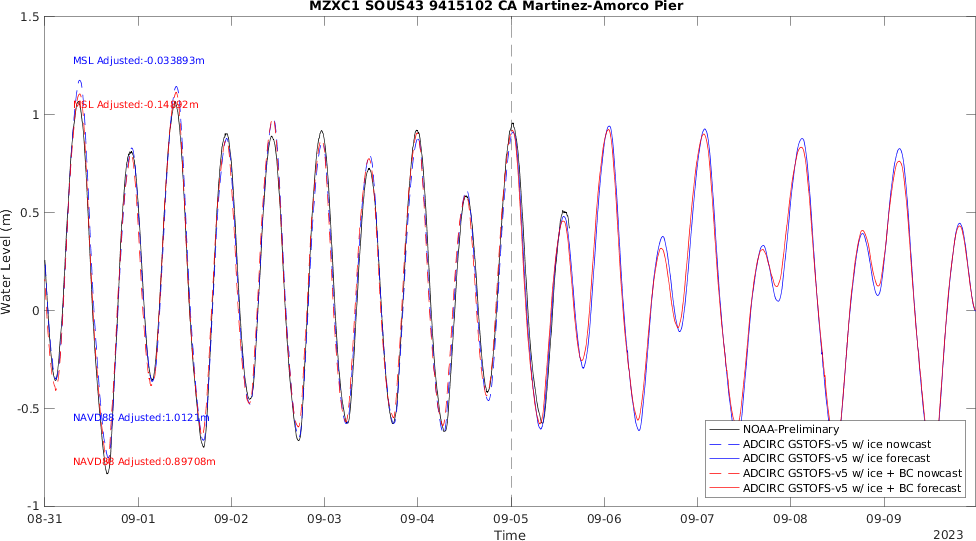 MZXC1 SOUS43 9415102 CA Martinez-Amorco Pier
1.5
MSL Adjusted:-0.033893m
MSL Adjusted:-0.14892m
1
0.5
Water Level (m)
0
-0.5
NAVD88 Adjusted:1.0121m
NAVD88 Adjusted:0.89708m
-1
NOAA-Preliminary
ADCIRC GSTOFS-v5 w/ ice nowcast
ADCIRC GSTOFS-v5 w/ ice forecast
ADCIRC GSTOFS-v5 w/ ice + BC nowcast
ADCIRC GSTOFS-v5 w/ ice + BC forecast
08-31 09-01 09-02 09-03 09-04 09-05 09-06 09-07 09-08 09-09
Time
2023